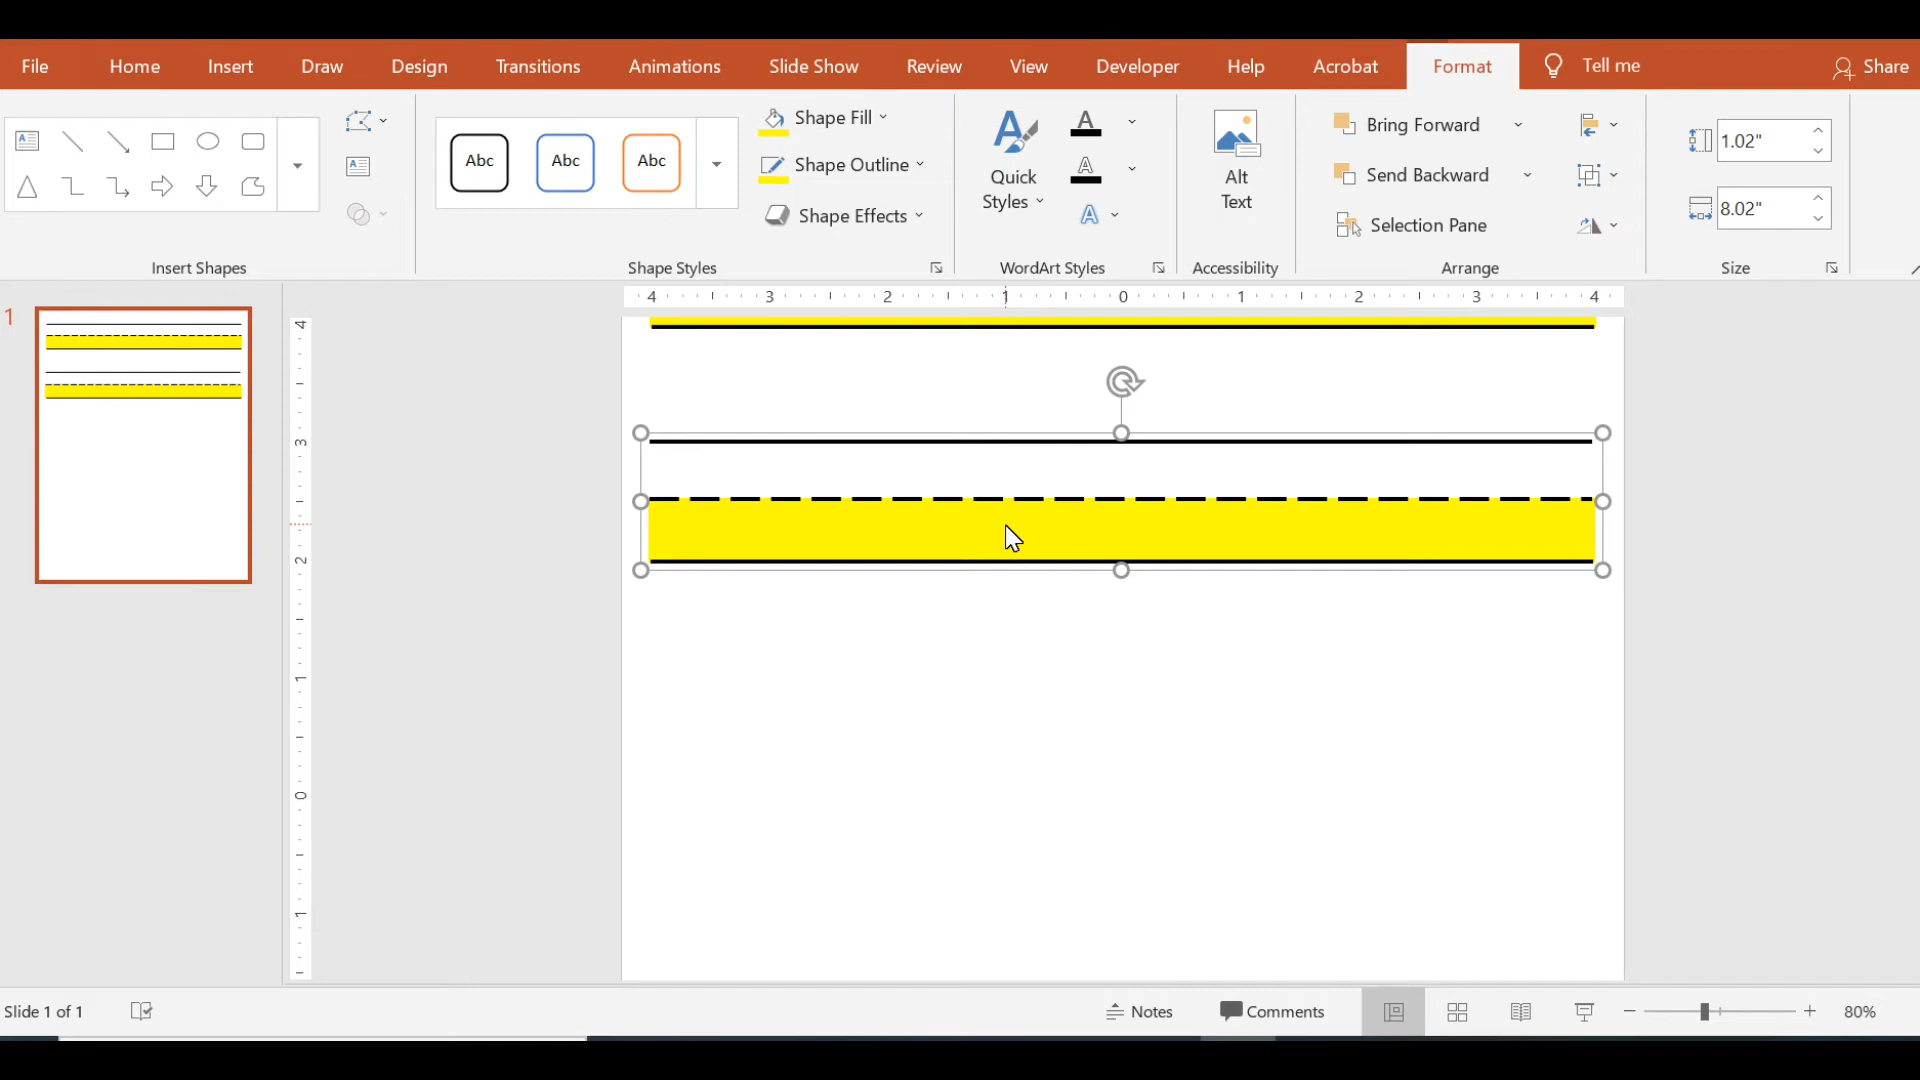 File Home Insert Draw Design Transitions Animations Slide Show Review View Developer Help Acrobat Format Tell me Share
Abc Abc Abc
Shape Fill
Shape Outline
Shape Effects
Quick
Styles
Alt
Text
Bring Forward
Send Backward
Selection Pane
1.02"
8.02"
Insert Shapes Shape Styles WordArt Styles Accessibility Arrange Size
4 3 2 1 0 1 2 3 4
1
4
3
2
1
0
1
Slide 1 of 1 Notes Comments 80%